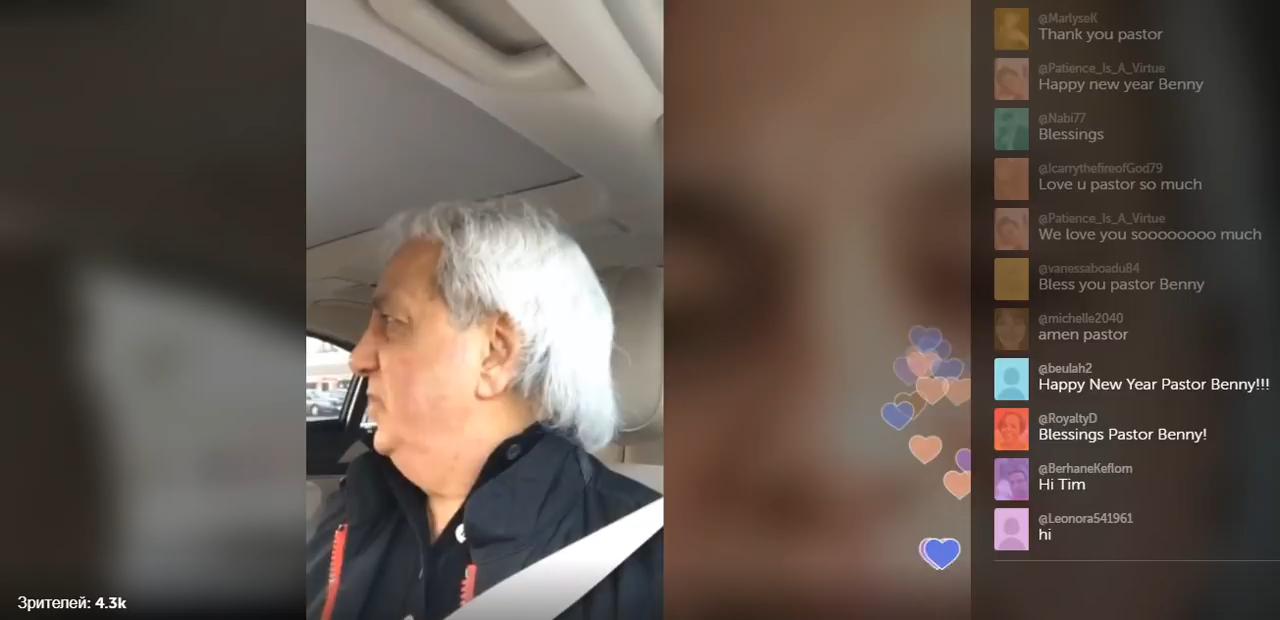 @MarlyseK
Thank you pastor
@Patience_Is_A_Virtue
Happy new year Benny
@Nabi77
Blessings
@IcarrythefireofGod79
Love u pastor so much
@Patience_Is_A_Virtue
We love you soooooooo much
@vanessaboadu84
Bless you pastor Benny
@michelle2040
amen pastor
@beulah2
Happy New Year Pastor Benny!!!
@RoyaltyD
Blessings Pastor Benny!
@BerhaneKeflom
Hi Tim
@Leonora541961
hi
Зрителей: 4.3k